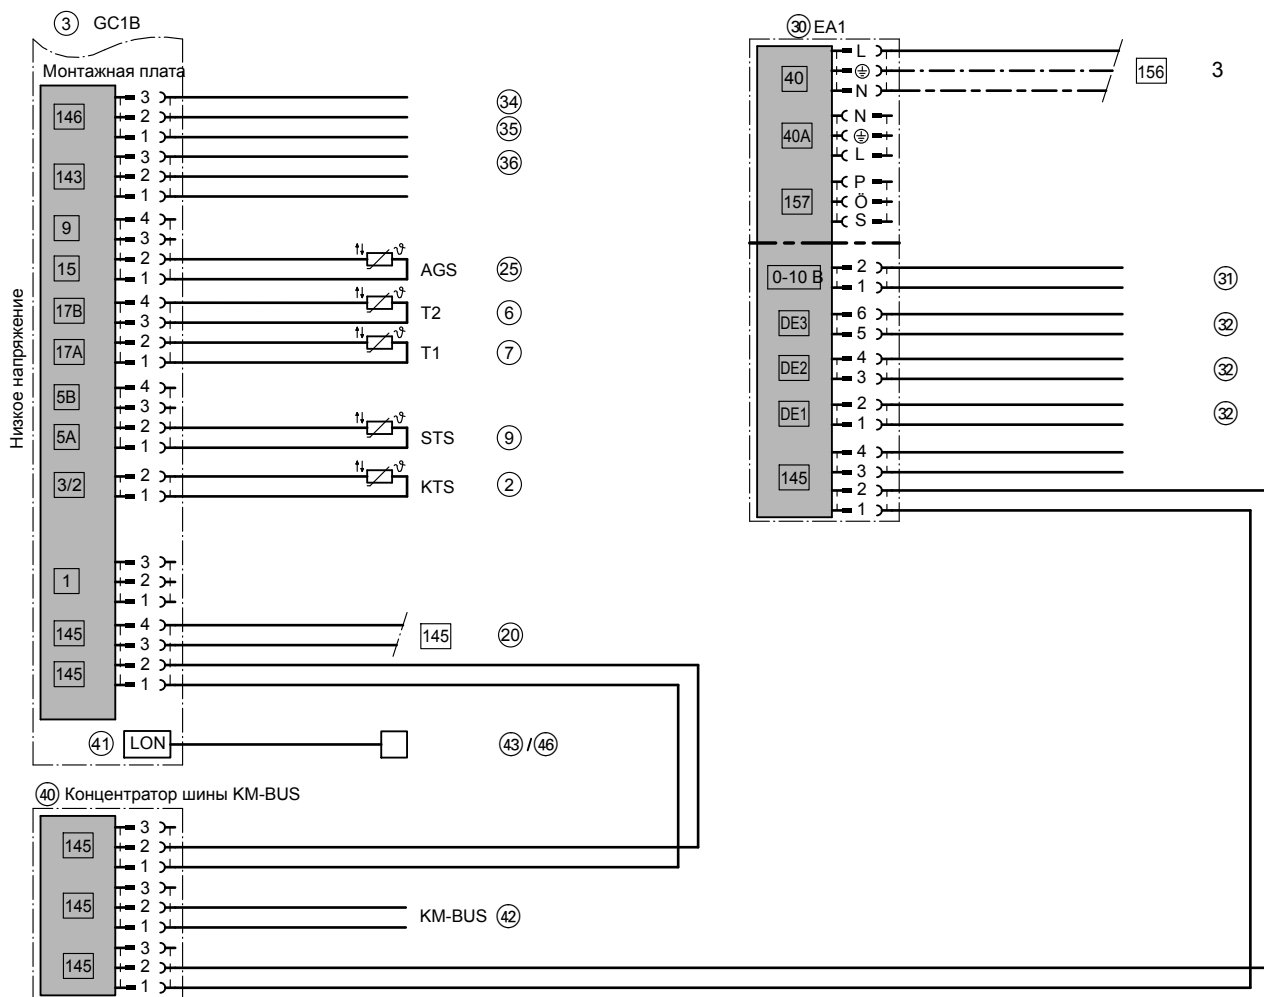 3 GC1B
Монтажная плата
Низкое напряжение
146
3
2
1
34
35
143
3
2
1
36
9
4
3
15
2
1
AGS 25
17B
4
3
T2 6
17A
2
1
T1 7
5B
4
3
5A
2
1
STS 9
3/2
2
1
KTS 2
1
3
2
1
145
4
3
145 20
145
2
1
41 LON 43 / 46
40 Концентратор шины KM-BUS
145
3
2
1
145
3
2
1
KM-BUS 42
145
3
2
1
30 EA1
40
L
N
156 3
40A
N
L
157
P
Ö
S
0-10 В
2
1
31
DE3
6
5
32
DE2
4
3
32
DE1
2
1
32
145
4
3
2
1